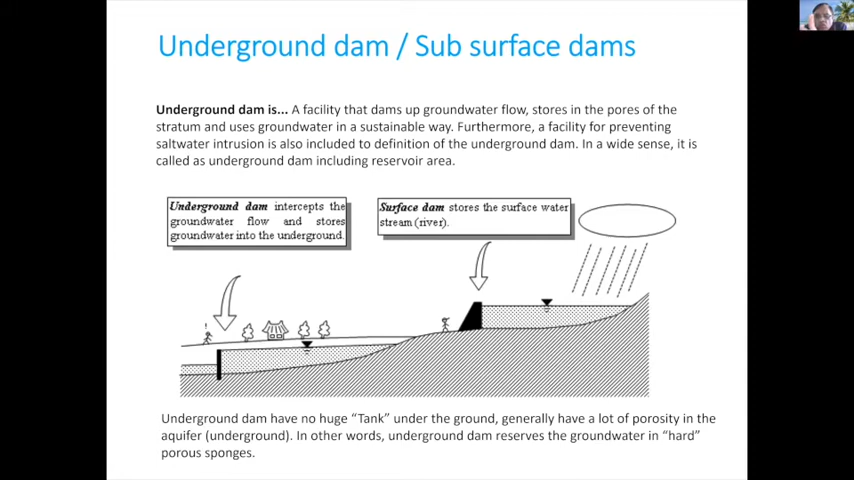 Underground dam / Sub surface dams
Underground dam is... A facility that dams up groundwater flow, stores in the pores of the
stratum and uses groundwater in a sustainable way. Furthermore, a facility for preventing
saltwater intrusion is also included to definition of the underground dam. In a wide sense, it is
called as underground dam including reservoir area.
Underground dam intercepts the
groundwater flow and stores
groundwater into the underground.
Surface dam stores the surface water
stream (river).
Underground dam have no huge “Tank” under the ground, generally have a lot of porosity in the
aquifer (underground). In other words, underground dam reserves the groundwater in “hard”
porous sponges.